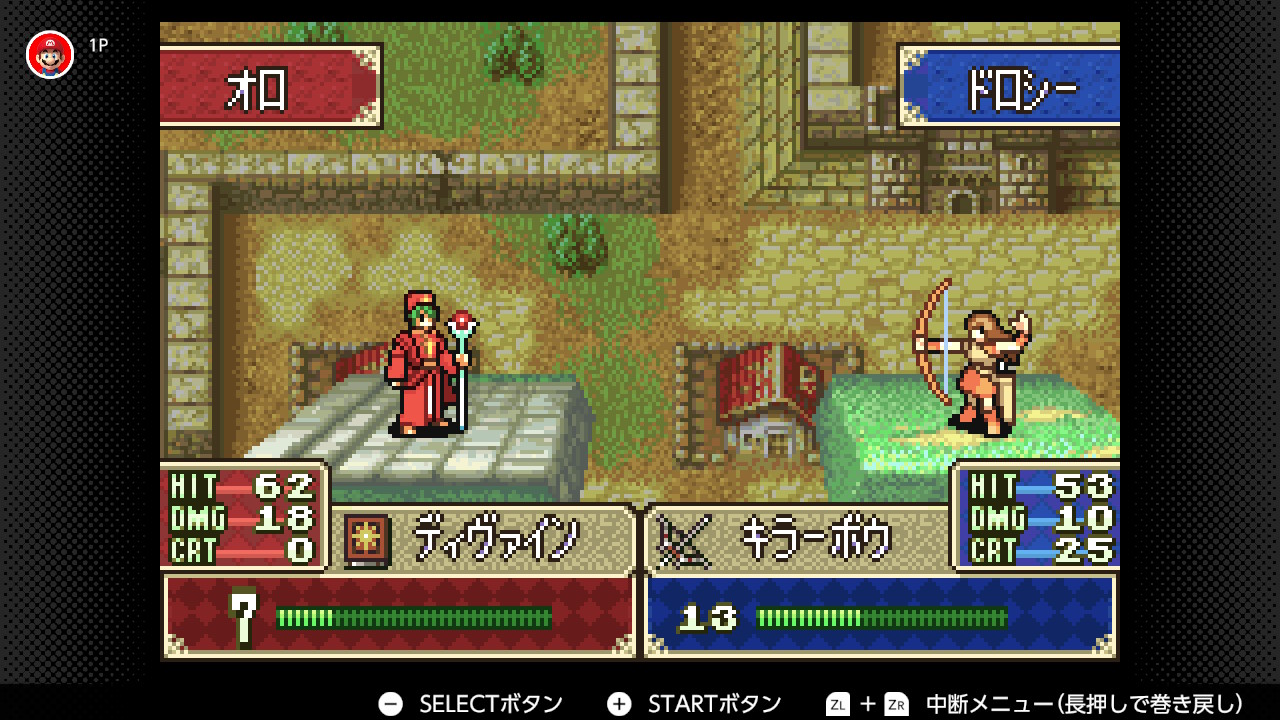 1P
オロ
ドロシー
HIT 62
DMG 18
CRT 0
ディヴァイン
キラーボウ
HIT 53
DMG 10
CRT 25
7
13
SELECTボタン
STARTボタン
ZL + ZR 中断メニュー(長押しで巻き戻し)